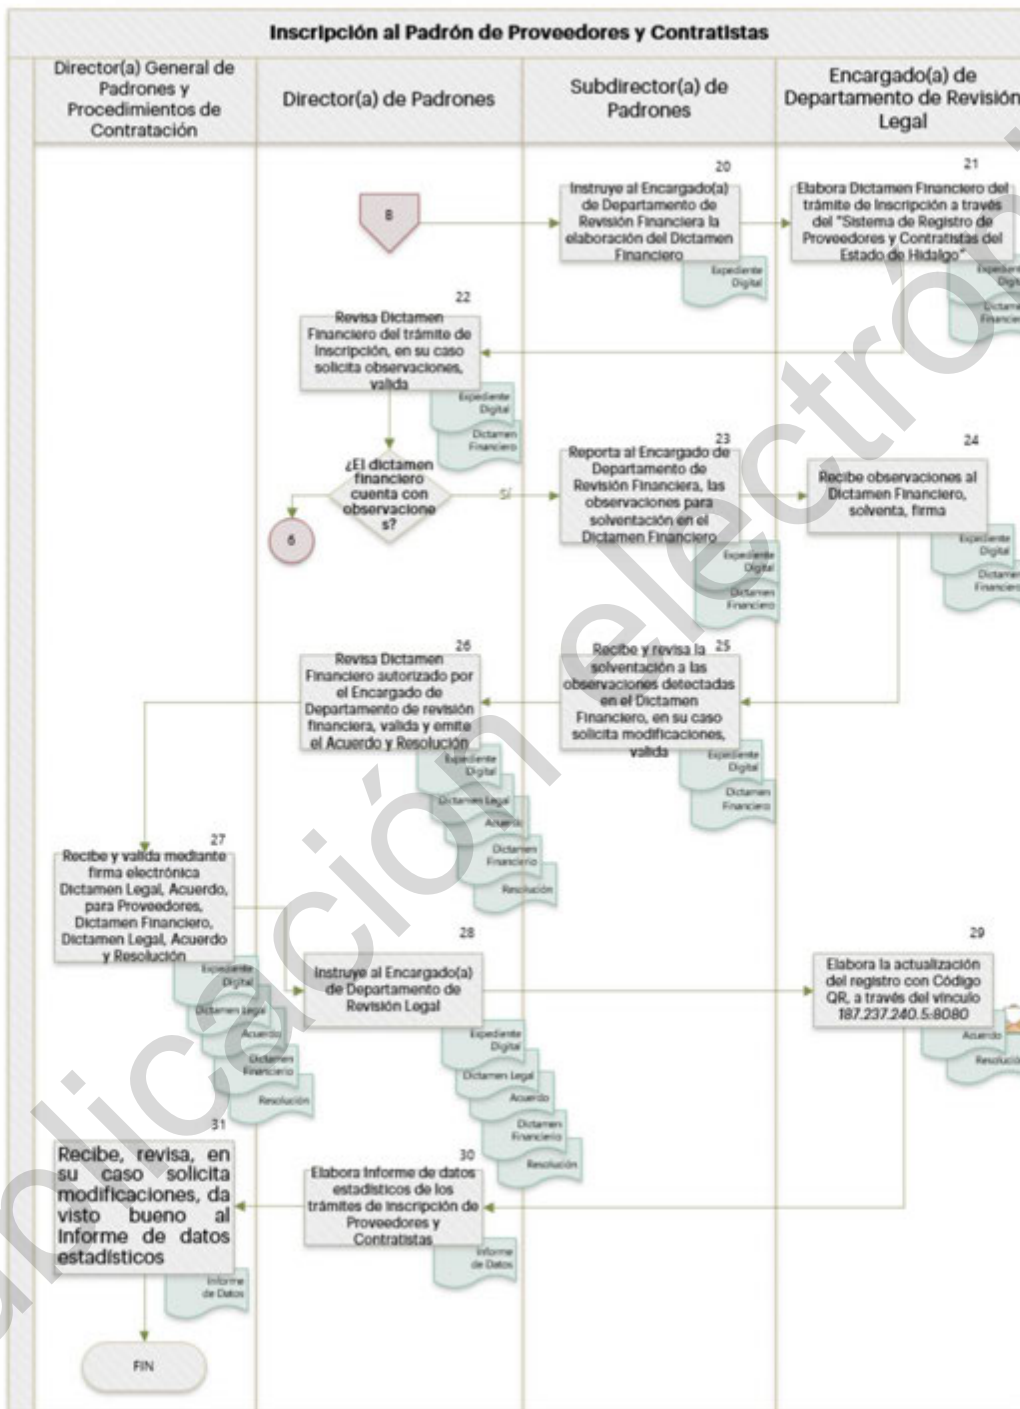 Inscripción al Padrón de Proveedores y Contratistas
Director(a) General de
Padrones y
Procedimientos de
Contratación
Director(a) de Padrones
Subdirector(a) de
Padrones
Encargado(a) de
Departamento de Revisión
Legal
B
20
Instruye al Encargado(a)
de Departamento de
Revisión Financiera la
elaboración del Dictamen
Financiero
Expediente
Digital
21
Elabora Dictamen Financiero del
trámite de Inscripción a través
del "Sistema de Registro de
Proveedores y Contratistas del
Estado de Hidalgo"
22
Revisa Dictamen
Financiero del trámite de
Inscripción, en su caso
solicita observaciones,
valida
Expediente
Digital
Dictamen
Financiero
¿El dictamen
financiero
cuenta con
observacione
s?
Sí
6
23
Reporta al Encargado de
Departamento de
Revisión Financiera, las
observaciones para
solventación en el
Dictamen Financiero
Expediente
Digital
Dictamen
Financiero
24
Recibe observaciones al
Dictamen Financiero,
solventa, firma
Expediente
Digital
Dictamen
Financiero
25
Recibe y revisa la
solventación a las
observaciones detectadas
en el Dictamen
Financiero, en su caso
solicita modificaciones,
valida
Expediente
Digital
Dictamen
Financiero
26
Revisa Dictamen
Financiero autorizado por
el Encargado de
Departamento de revisión
financiera, valida y emite
el Acuerdo y Resolución
Expediente
Digital
Dictamen Legal
Acuerdo
Dictamen
Financierio
Resolución
27
Recibe y valida mediante
firma electrónica
Dictamen Legal, Acuerdo,
para Proveedores,
Dictamen Financiero,
Dictamen Legal, Acuerdo
y Resolución
Expediente
Digital
Dictamen Legal
Acuerdo
Dictamen
Financierio
Resolución
28
Instruye al Encargado(a)
de Departamento de
Revisión Legal
Expediente
Digital
Dictamen Legal
Acuerdo
Dictamen
Financierio
Resolución
29
Elabora la actualización
del registro con Código
QR, a través del vínculo
187.237.240.5:8080
Acuerdo
30
Elabora Informe de datos
estadísticos de los
trámites de inscripción de
Proveedores y
Contratistas
Informe
de Datos
31
Recibe, revisa, en
su caso solicita
modificaciones, da
visto bueno al
Informe de datos
estadísticos
Informe
de Datos
FIN